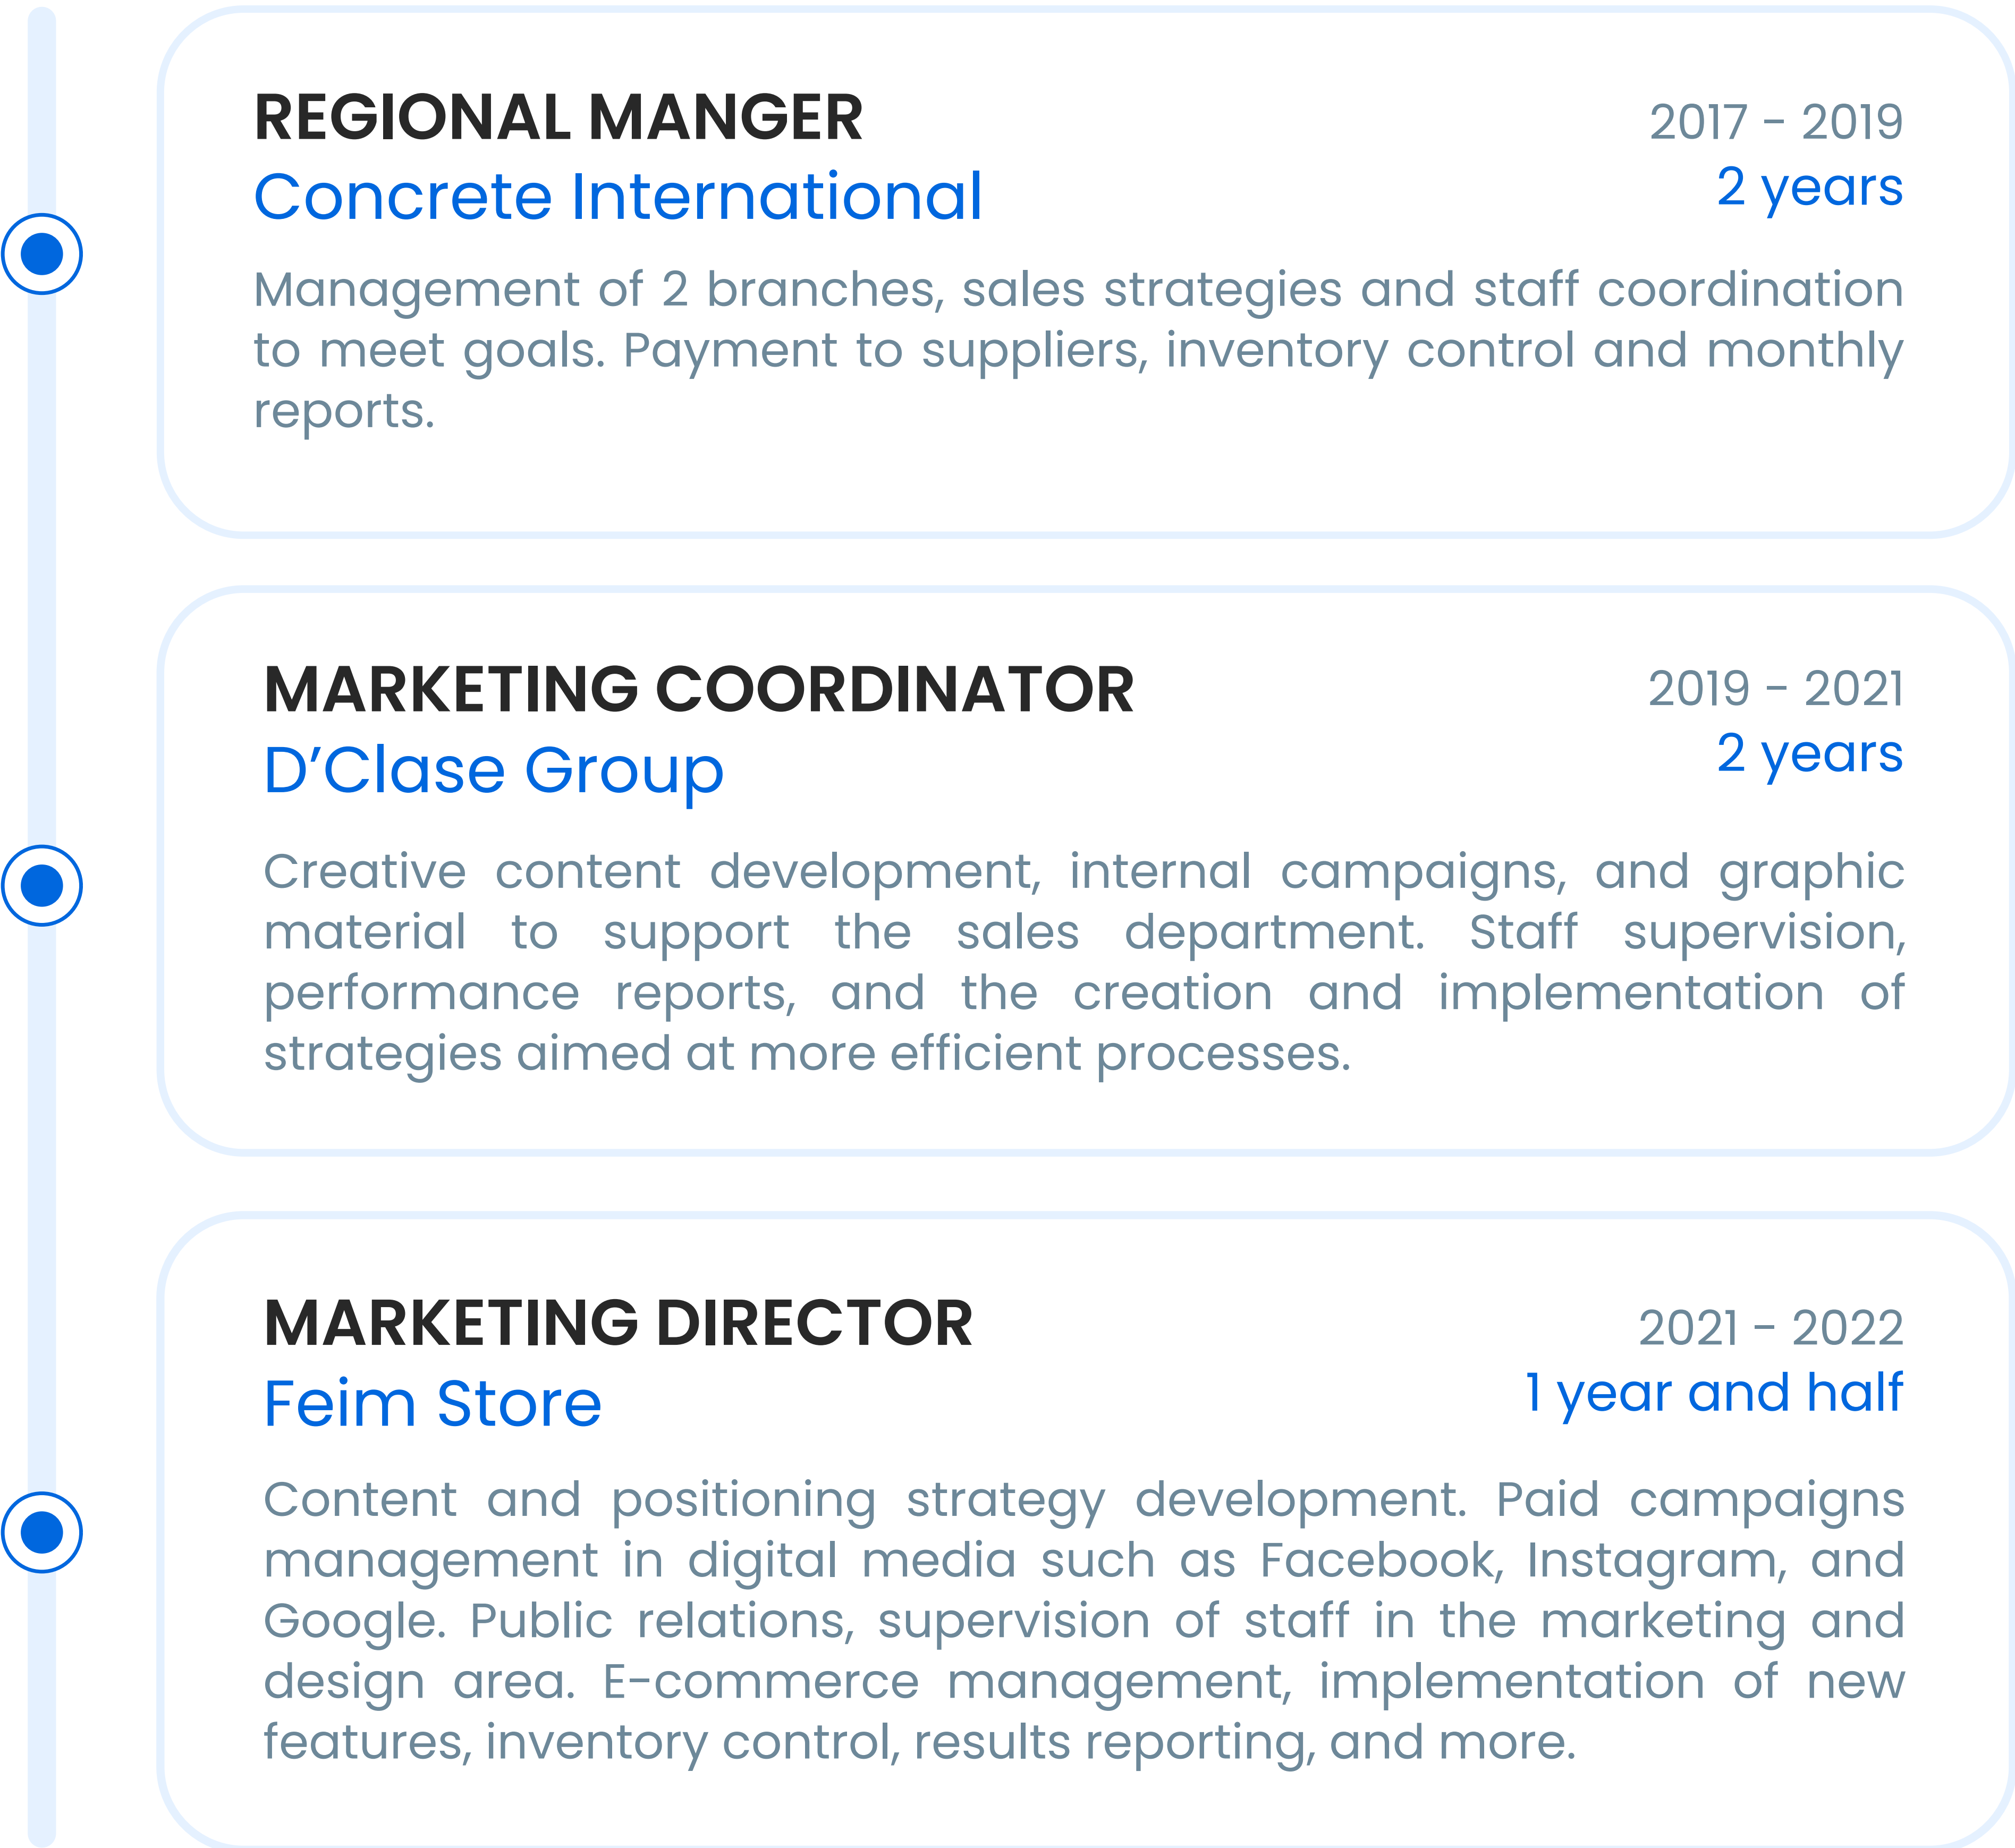 REGIONAL MANGER
2017 - 2019
Concrete International
2 years
Management of 2 branches, sales strategies and staff coordination
to meet goals. Payment to suppliers, inventory control and monthly
reports.
MARKETING COORDINATOR
2019 - 2021
D’Clase Group
2 years
Creative content development, internal campaigns, and graphic
material to support the sales department. Staff supervision,
performance reports, and the creation and implementation of
strategies aimed at more efficient processes.
MARKETING DIRECTOR
2021 - 2022
Feim Store
1 year and half
Content and positioning strategy development. Paid campaigns
management in digital media such as Facebook, Instagram, and
Google. Public relations, supervision of staff in the marketing and
design area. E-commerce management, implementation of new
features, inventory control, results reporting, and more.